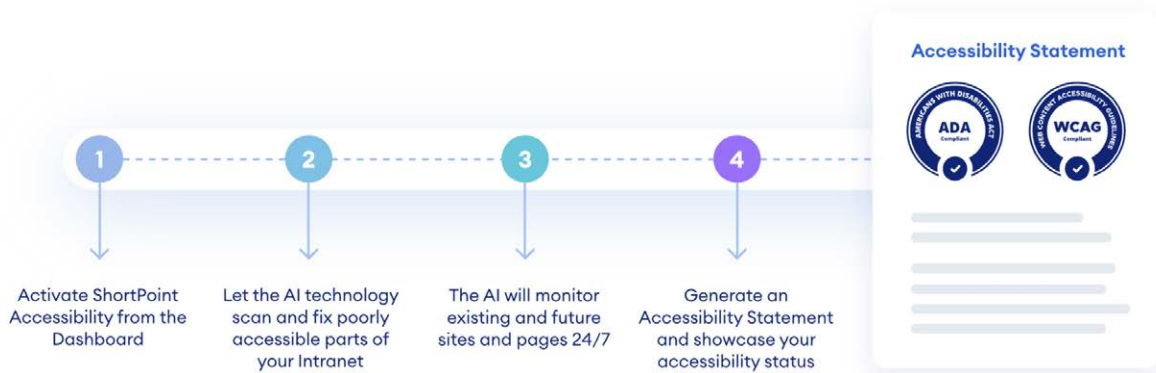 Accessibility Statement
AMERICANS WITH DISABILITIES ACT
ADA
Compliant
WEB CONTENT ACCESSIBILITY GUIDELINES
WCAG
Compliant
1
2
3
4
Activate ShortPoint
Accessibility from the
Dashboard
Let the AI technology
scan and fix poorly
accessible parts of
your Intranet
The AI will monitor
existing and future
sites and pages 24/7
Generate an
Accessibility Statement
and showcase your
accessibility status